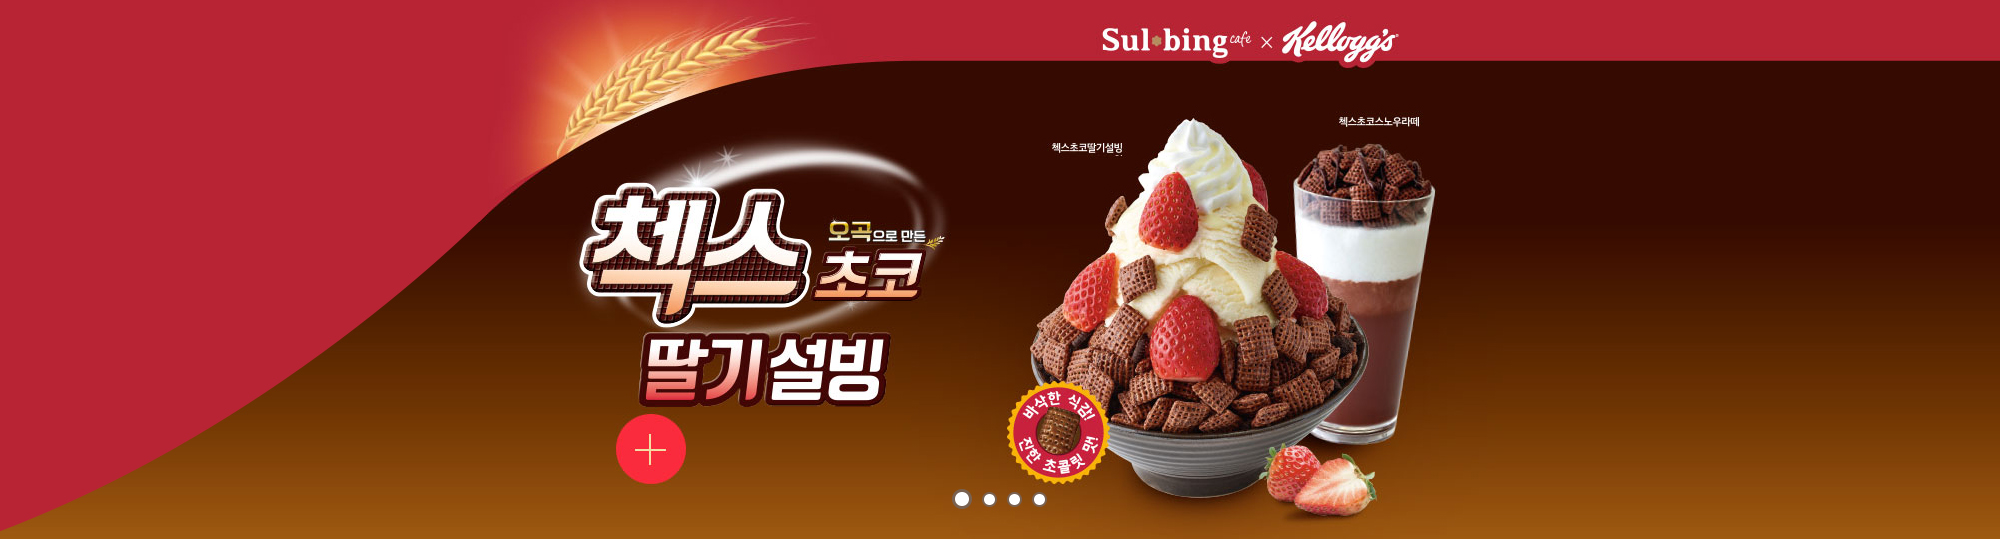 Sul bing cafe × Kellogg's
첵스초코스노우라떼
첵스초코딸기설빙
첵스
오곡으로 만든
초코
딸기설빙
바삭한 식감!
진한 초콜릿 맛!